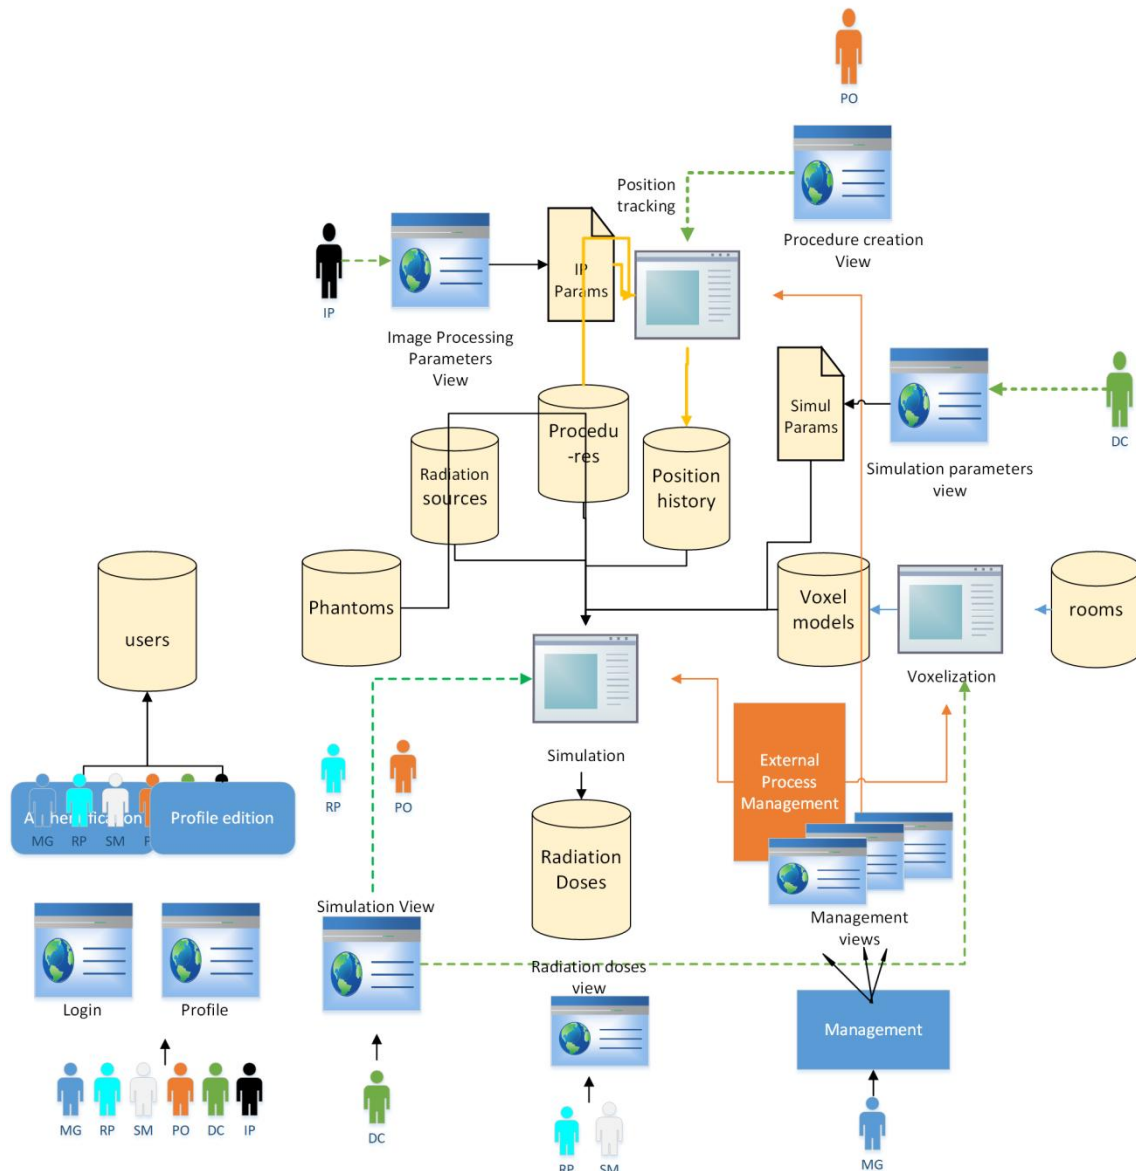 PO
Position
tracking
Procedure creation
View
IP
Params
IP
Image Processing
Parameters
View
Simul
Params
DC
Simulation parameters
view
Procedu
-res
Radiation
sources
Position
history
users
Phantoms
Voxel
models
rooms
Voxelization
Simulation
External
Process
Management
RP
PO
Profile edition
MG
RP
SM
Radiation
Doses
Simulation View
Management
views
Radiation doses
view
Login
Profile
Management
MG
RP
SM
PO
DC
IP
DC
RP
SM
MG